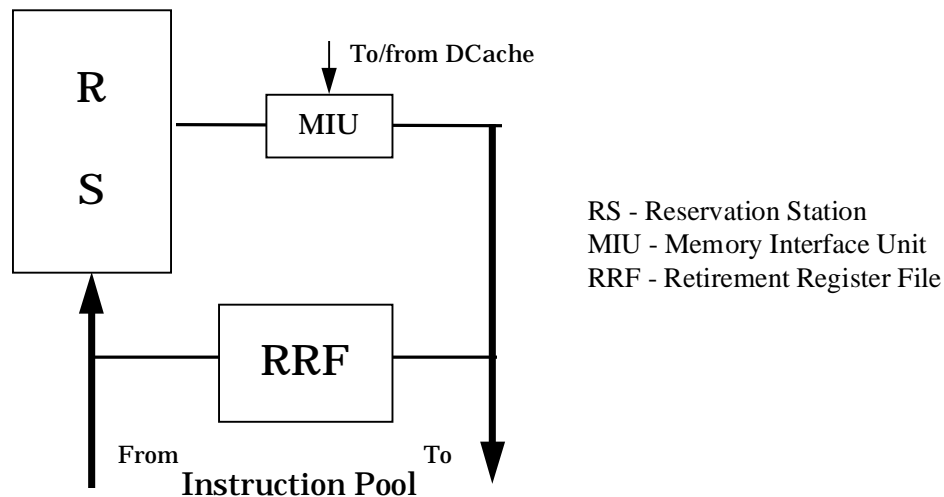 To/from DCache
R
S
MIU
RS - Reservation Station
MIU - Memory Interface Unit
RRF - Retirement Register File
RRF
From
To
Instruction Pool